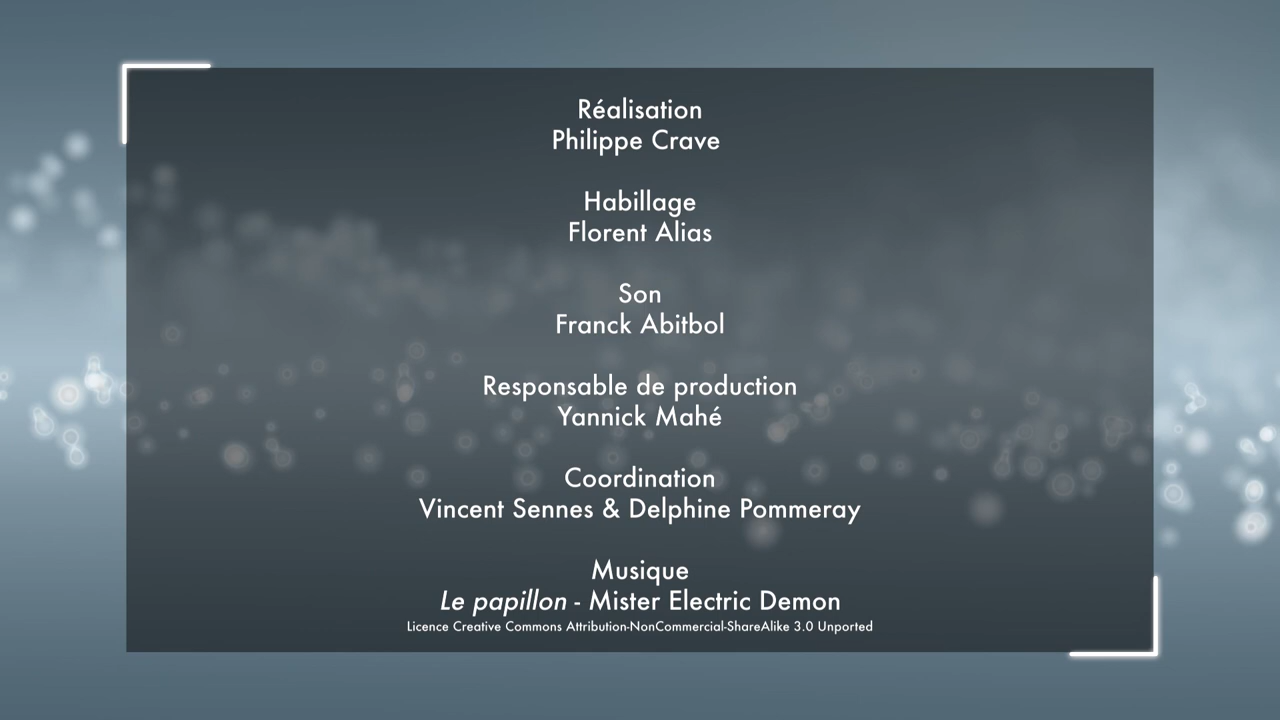 Réalisation
Philippe Crave
Habillage
Florent Alias
Son
Franck Abitbol
Responsable de production
Yannick Mahé
Coordination
Vincent Sennes & Delphine Pommeray
Musique
Le papillon - Mister Electric Demon
Licence Creative Commons Attribution-NonCommercial-ShareAlike 3.0 Unported